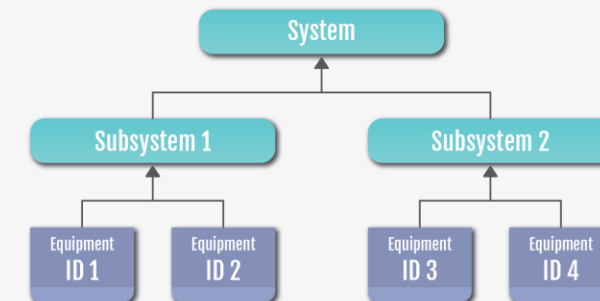 System
Subsystem 1
Subsystem 2
Equipment
ID 1
Equipment
ID 2
Equipment
ID 3
Equipment
ID 4